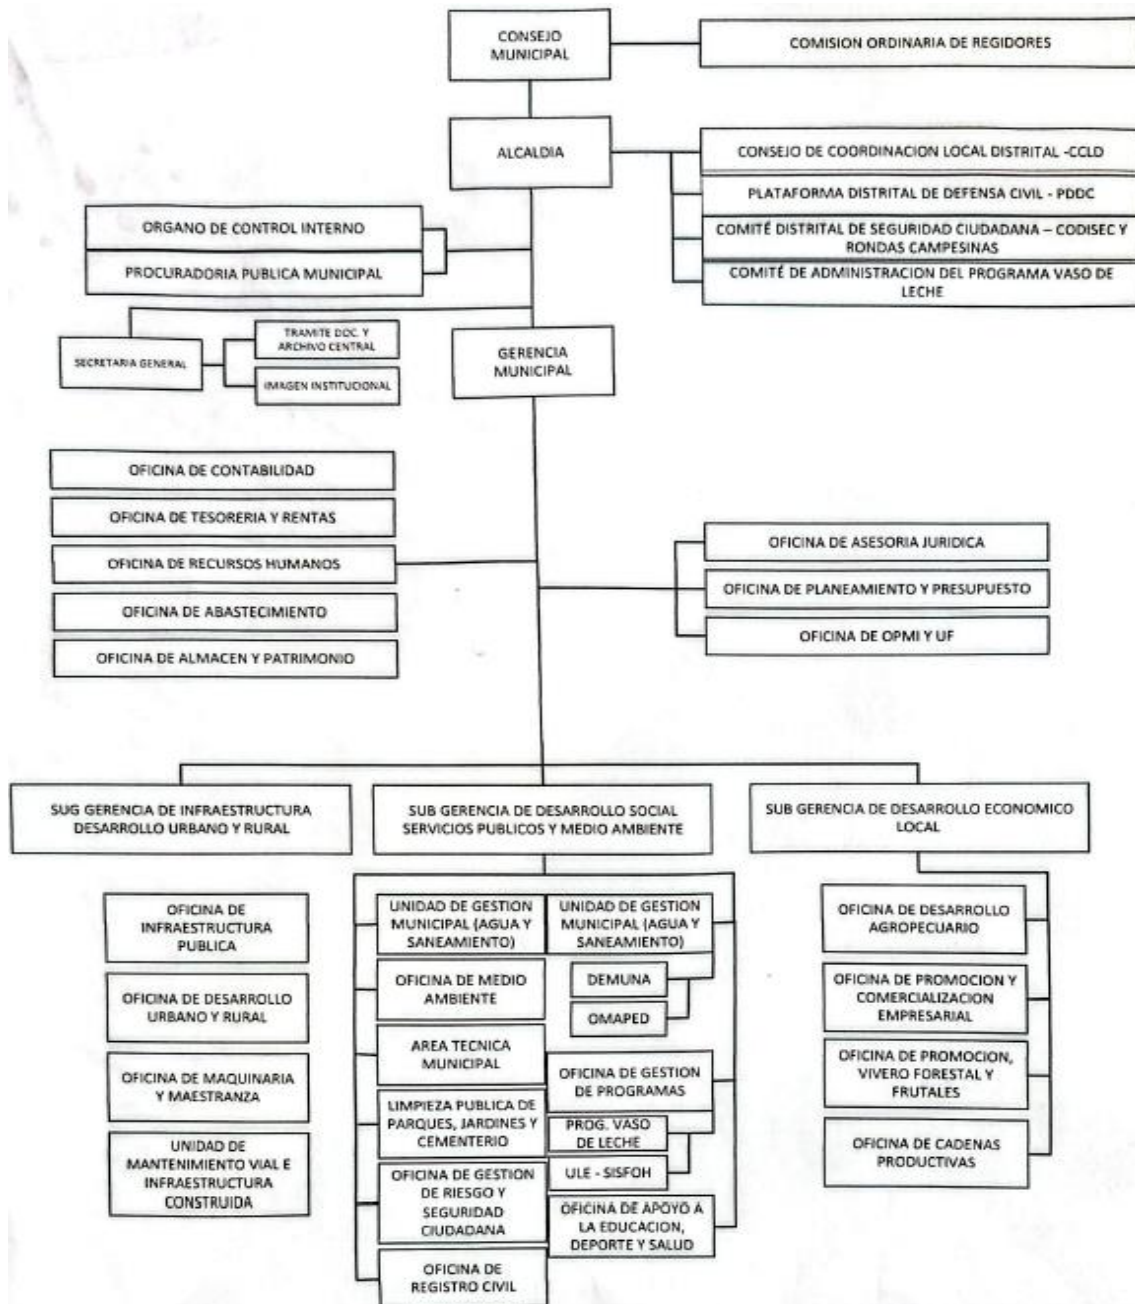 CONSEJO
MUNICIPAL
COMISION ORDINARIA DE REGIDORES
ALCALDIA
CONSEJO DE COORDINACION LOCAL DISTRITAL -CCLD
PLATAFORMA DISTRITAL DE DEFENSA CIVIL - PDDC
COMITÉ DISTRITAL DE SEGURIDAD CIUDADANA – CODISEC Y
RONDAS CAMPESINAS
COMITÉ DE ADMINISTRACION DEL PROGRAMA VASO DE
LECHE
ORGANO DE CONTROL INTERNO
PROCURADORIA PUBLICA MUNICIPAL
SECRETARIA GENERAL
TRAMITE DOC. Y
ARCHIVO CENTRAL
IMAGEN INSTITUCIONAL
GERENCIA
MUNICIPAL
OFICINA DE CONTABILIDAD
OFICINA DE TESORERIA Y RENTAS
OFICINA DE RECURSOS HUMANOS
OFICINA DE ABASTECIMIENTO
OFICINA DE ALMACEN Y PATRIMONIO
OFICINA DE ASESORIA JURIDICA
OFICINA DE PLANEAMIENTO Y PRESUPUESTO
OFICINA DE OPMI Y UF
SUG GERENCIA DE INFRAESTRUCTURA
DESARROLLO URBANO Y RURAL
OFICINA DE
INFRAESTRUCTURA
PUBLICA
OFICINA DE DESARROLLO
URBANO Y RURAL
OFICINA DE MAQUINARIA
Y MAESTRANZA
UNIDAD DE
MANTENIMIENTO VIAL E
INFRAESTRUCTURA
CONSTRUIDA
SUB GERENCIA DE DESARROLLO SOCIAL
SERVICIOS PUBLICOS Y MEDIO AMBIENTE
UNIDAD DE GESTION
MUNICIPAL (AGUA Y
SANEAMIENTO)
OFICINA DE MEDIO
AMBIENTE
AREA TECNICA
MUNICIPAL
LIMPIEZA PUBLICA DE
PARQUES, JARDINES Y
CEMENTERIO
OFICINA DE GESTION
DE RIESGO Y
SEGURIDAD
CIUDADANA
OFICINA DE
REGISTRO CIVIL
UNIDAD DE GESTION
MUNICIPAL (AGUA Y
SANEAMIENTO)
DEMUNA
OMAPED
OFICINA DE GESTION
DE PROGRAMAS
PROG. VASO
DE LECHE
ULE - SISFOH
OFICINA DE APOYO A
LA EDUCACION,
DEPORTE Y SALUD
SUB GERENCIA DE DESARROLLO ECONOMICO
LOCAL
OFICINA DE DESARROLLO
AGROPECUARIO
OFICINA DE PROMOCION Y
COMERCIALIZACION
EMPRESARIAL
OFICINA DE PROMOCION,
VIVERO FORESTAL Y
FRUTALES
OFICINA DE CADENAS
PRODUCTIVAS